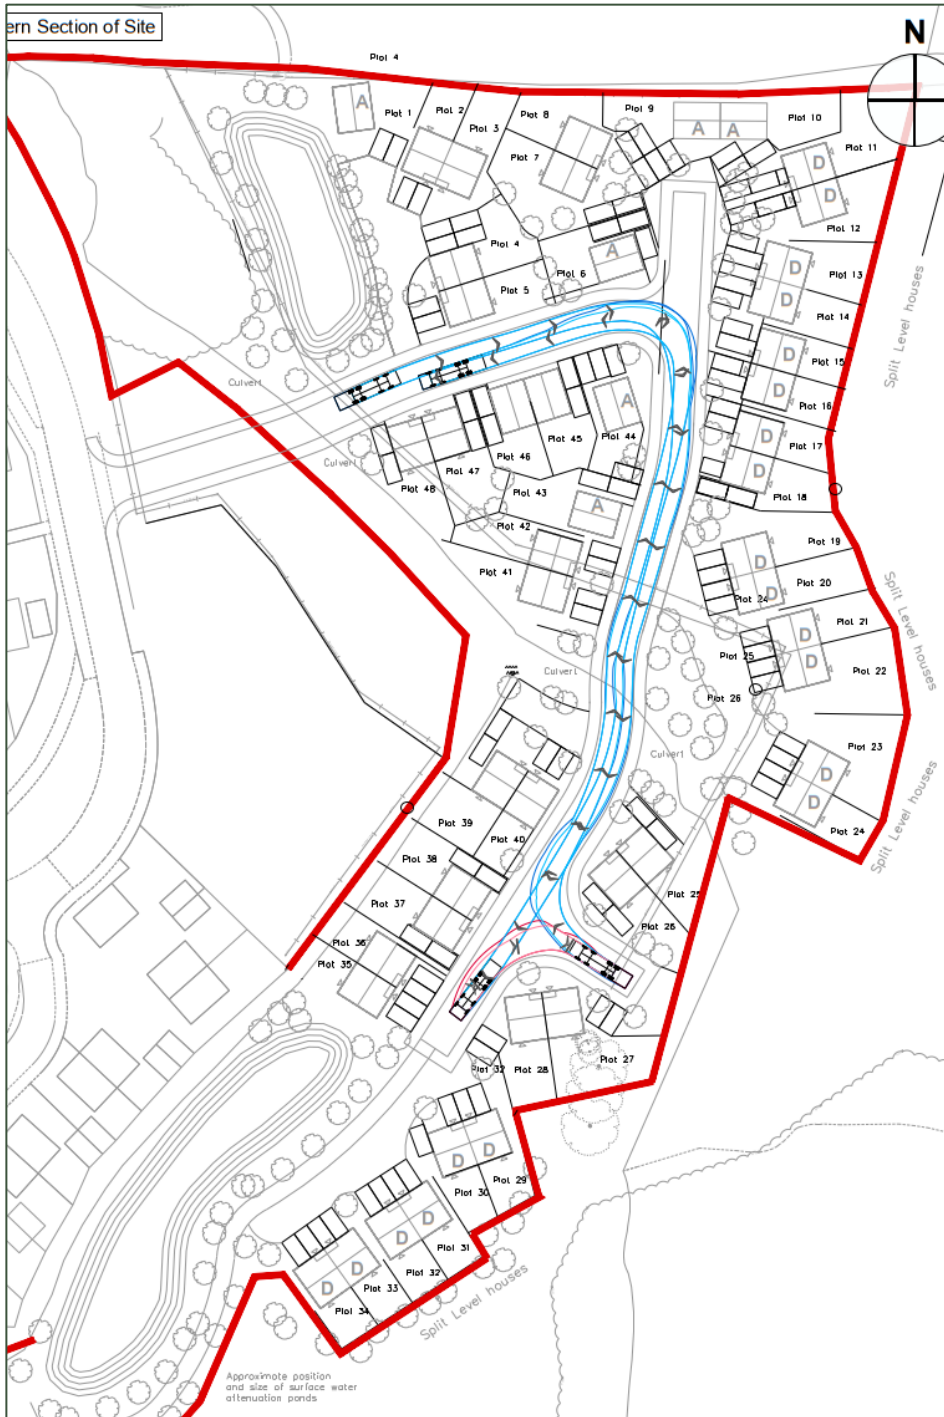 ern Section of Site
N
Plot 4
Plot 1
Plot 2
Plot 3
Plot 8
Plot 9
Plot 10
Plot 7
Plot 11
A
A A
D
D
Plot 12
Plot 4
Plot 6
Plot 5
A
D
D
Plot 13
Plot 14
Split Level houses
Culvert
D
D
Plot 15
Plot 16
A
Plot 44
Plot 45
Plot 46
Plot 47
Plot 48
Culvert
D
D
Plot 17
Plot 18
Plot 43
A
Plot 42
Plot 41
D
D
Plot 19
Plot 20
Plot 24
Plot 21
D
D
Plot 25
Plot 22
Plot 26
Split Level houses
Culvert
Culvert
Plot 23
D
D
Plot 24
Split Level houses
Plot 39
Plot 40
Plot 38
Plot 37
Plot 36
Plot 35
Plot 25
Plot 26
Plot 27
Plot 28
Plot 32
D D
Plot 29
Plot 30
D
D
Plot 31
Plot 32
D
D
Plot 33
Plot 34
Split Level houses
Approximate position
and size of surface water
attenuation ponds